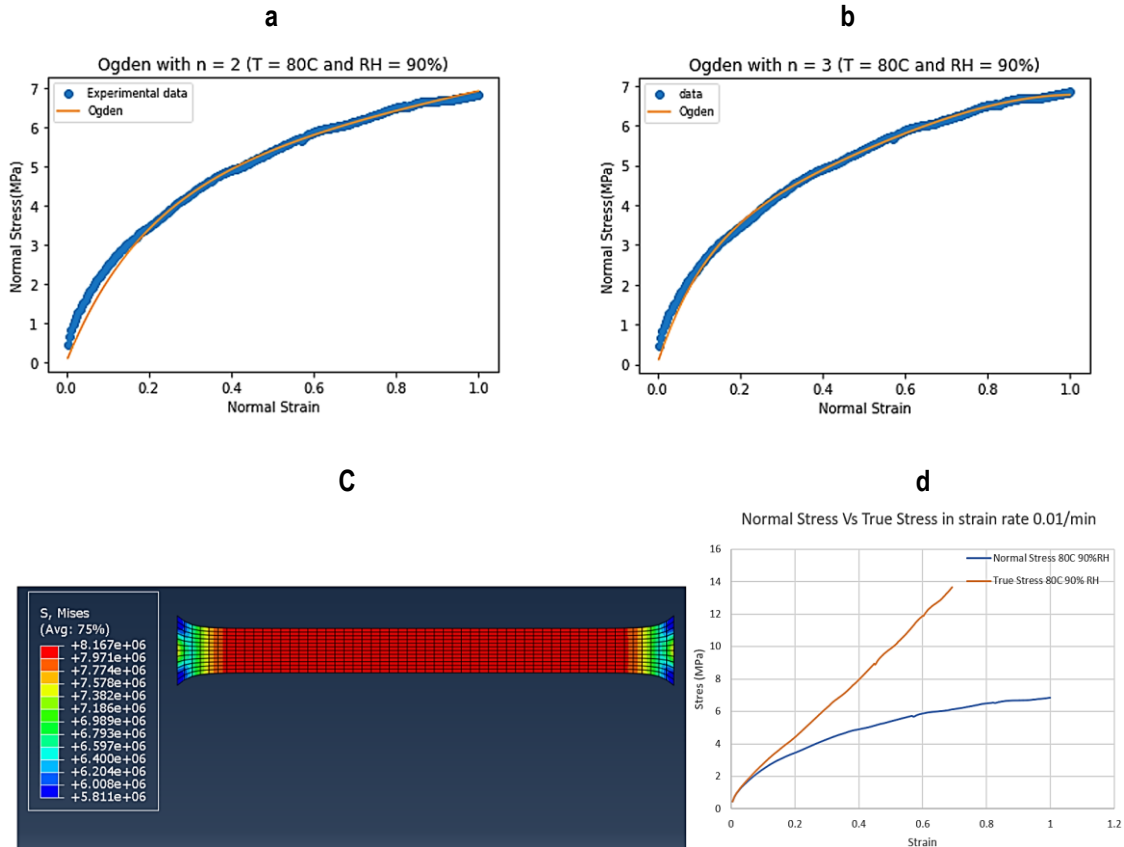 a
Ogden with n = 2 (T = 80C and RH = 90%)
Experimental data
Ogden
7
6
5
4
3
2
1
0
Normal Stress(MPa)
0.0 0.2 0.4 0.6 0.8 1.0
Normal Strain
b
Ogden with n = 3 (T = 80C and RH = 90%)
data
Ogden
7
6
5
4
3
2
1
0
Normal Stress(MPa)
0.0 0.2 0.4 0.6 0.8 1.0
Normal Strain
C
S, Mises
(Avg: 75%)
+8.167e+06
+7.971e+06
+7.774e+06
+7.578e+06
+7.382e+06
+7.186e+06
+6.989e+06
+6.793e+06
+6.597e+06
+6.400e+06
+6.204e+06
+6.008e+06
+5.811e+06
d
Normal Stress Vs True Stress in strain rate 0.01/min
Normal Stress 80C 90%RH
True Stress 80C 90% RH
16
14
12
10
8
6
4
2
0
Stres (MPa)
0 0.2 0.4 0.6 0.8 1 1.2
Strain